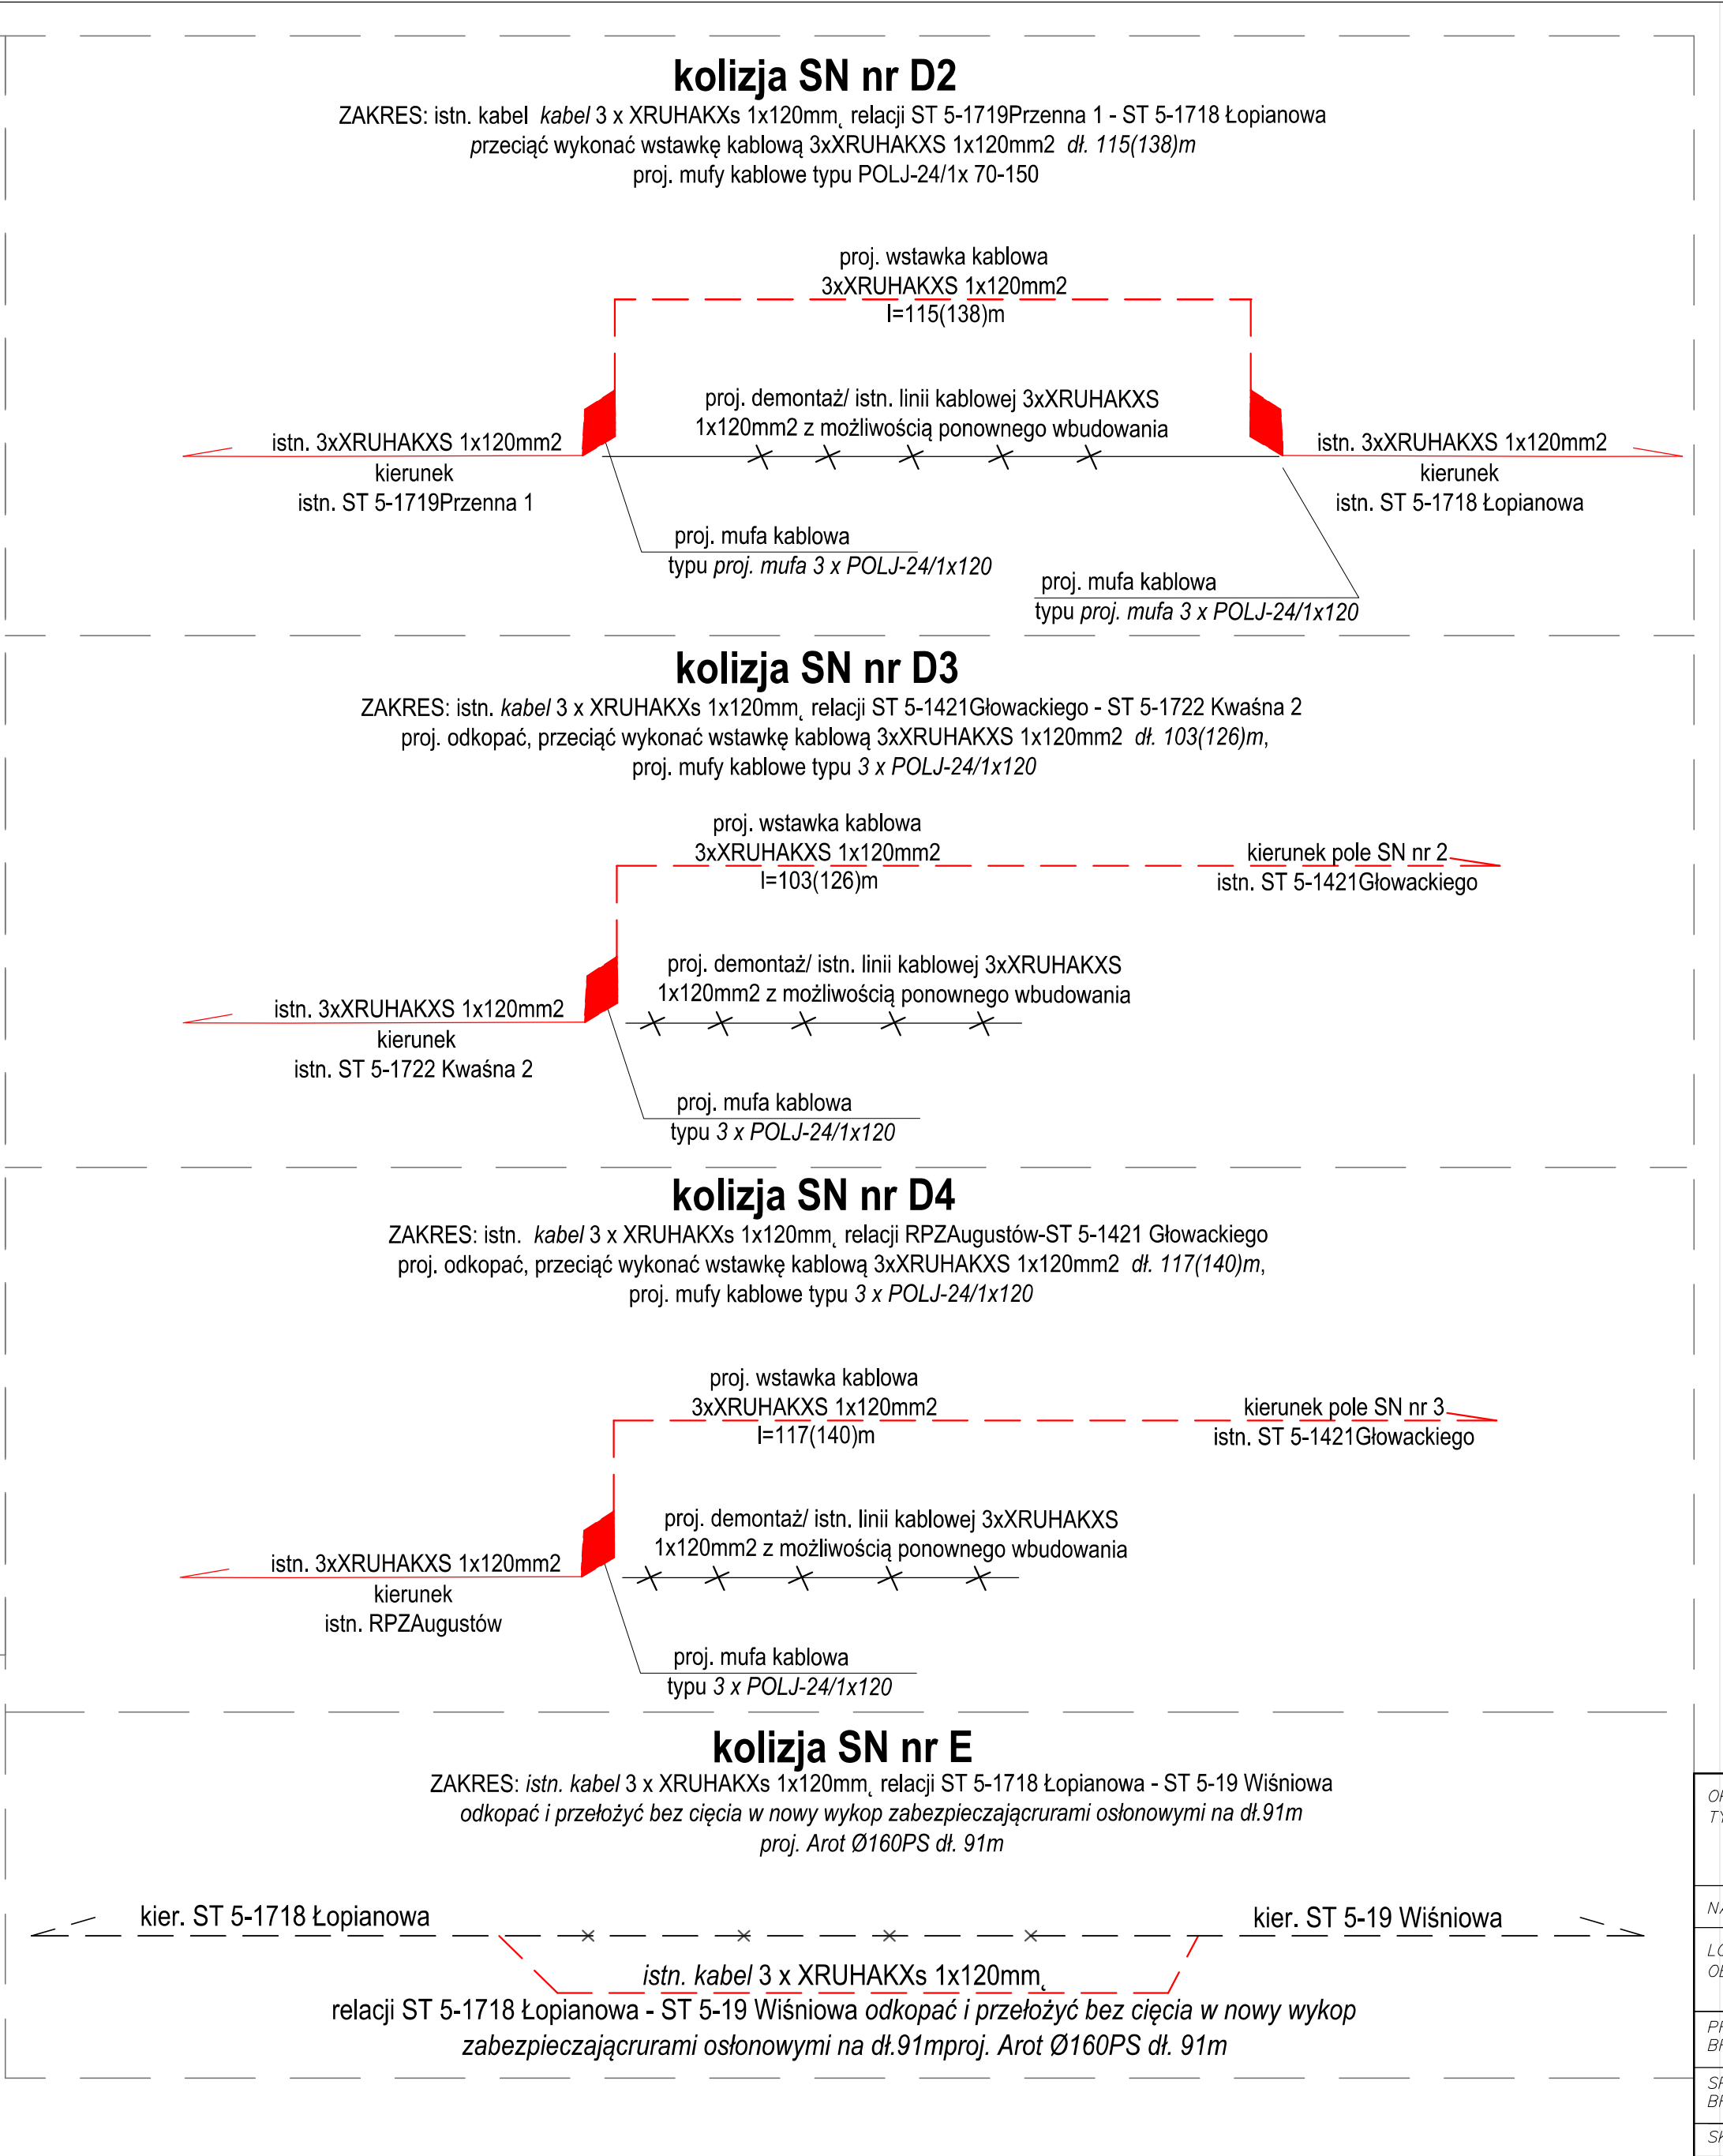 kolizja SN nr D2
ZAKRES: istn. kabel kabel 3 x XRUHAKXs 1x120mm, relacji ST 5-1719Przenna 1 - ST 5-1718 Łopianowa
przeciąć wykonać wstawkę kablową 3xXRUHAKXS 1x120mm2 dł. 115(138)m
proj. mufy kablowe typu POLJ-24/1x 70-150
proj. wstawka kablowa
3xXRUHAKXS 1x120mm2
l=115(138)m
proj. demontaż/ istn. linii kablowej 3xXRUHAKXS
1x120mm2 z możliwością ponownego wbudowania
istn. 3xXRUHAKXS 1x120mm2
kierunek
istn. ST 5-1719Przenna 1
istn. 3xXRUHAKXS 1x120mm2
kierunek
istn. ST 5-1718 Łopianowa
proj. mufa kablowa
typu proj. mufa 3 x POLJ-24/1x120
proj. mufa kablowa
typu proj. mufa 3 x POLJ-24/1x120
kolizja SN nr D3
ZAKRES: istn. kabel 3 x XRUHAKXs 1x120mm, relacji ST 5-1421Głowackiego - ST 5-1722 Kwaśna 2
proj. odkopać, przeciąć wykonać wstawkę kablową 3xXRUHAKXS 1x120mm2 dł. 103(126)m,
proj. mufy kablowe typu 3 x POLJ-24/1x120
proj. wstawka kablowa
3xXRUHAKXS 1x120mm2
l=103(126)m
kierunek pole SN nr 2
istn. ST 5-1421Głowackiego
proj. demontaż/ istn. linii kablowej 3xXRUHAKXS
1x120mm2 z możliwością ponownego wbudowania
istn. 3xXRUHAKXS 1x120mm2
kierunek
istn. ST 5-1722 Kwaśna 2
proj. mufa kablowa
typu 3 x POLJ-24/1x120
kolizja SN nr D4
ZAKRES: istn. kabel 3 x XRUHAKXs 1x120mm, relacji RPZAugustów-ST 5-1421 Głowackiego
proj. odkopać, przeciąć wykonać wstawkę kablową 3xXRUHAKXS 1x120mm2 dł. 117(140)m,
proj. mufy kablowe typu 3 x POLJ-24/1x120
proj. wstawka kablowa
3xXRUHAKXS 1x120mm2
l=117(140)m
kierunek pole SN nr 3
istn. ST 5-1421Głowackiego
proj. demontaż/ istn. linii kablowej 3xXRUHAKXS
1x120mm2 z możliwością ponownego wbudowania
istn. 3xXRUHAKXS 1x120mm2
kierunek
istn. RPZAugustów
proj. mufa kablowa
typu 3 x POLJ-24/1x120
kolizja SN nr E
ZAKRES: istn. kabel 3 x XRUHAKXs 1x120mm, relacji ST 5-1718 Łopianowa - ST 5-19 Wiśniowa
odkopać i przełożyć bez cięcia w nowy wykop zabezpieczającrurami osłonowymi na dł.91m
proj. Arot Ø160PS dł. 91m
kier. ST 5-1718 Łopianowa
kier. ST 5-19 Wiśniowa
istn. kabel 3 x XRUHAKXs 1x120mm,
relacji ST 5-1718 Łopianowa - ST 5-19 Wiśniowa odkopać i przełożyć bez cięcia w nowy wykop
zabezpieczającrurami osłonowymi na dł.91mproj. Arot Ø160PS dł. 91m